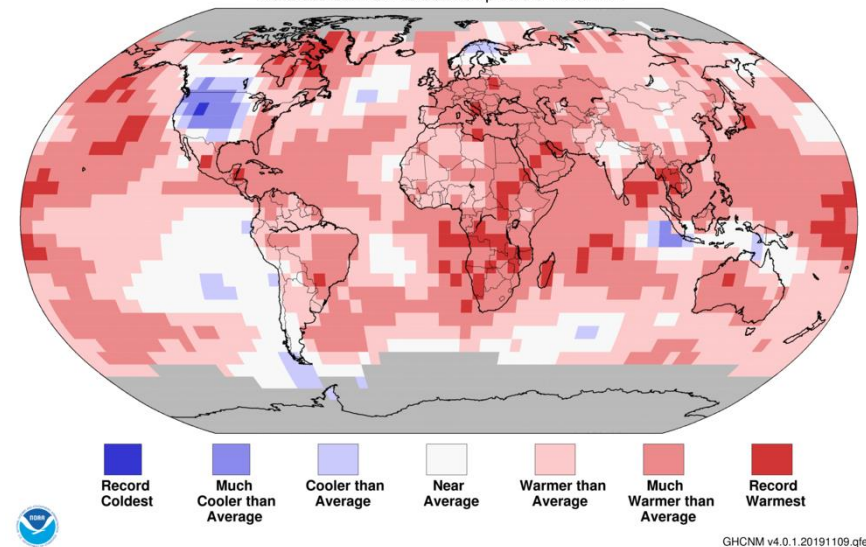 Record
Coldest
Much
Cooler than
Average
Cooler than
Average
Near
Average
Warmer than
Average
Much
Warmer than
Average
Record
Warmest
NOAA
GHCNM v4.0.1.20191109.qfe